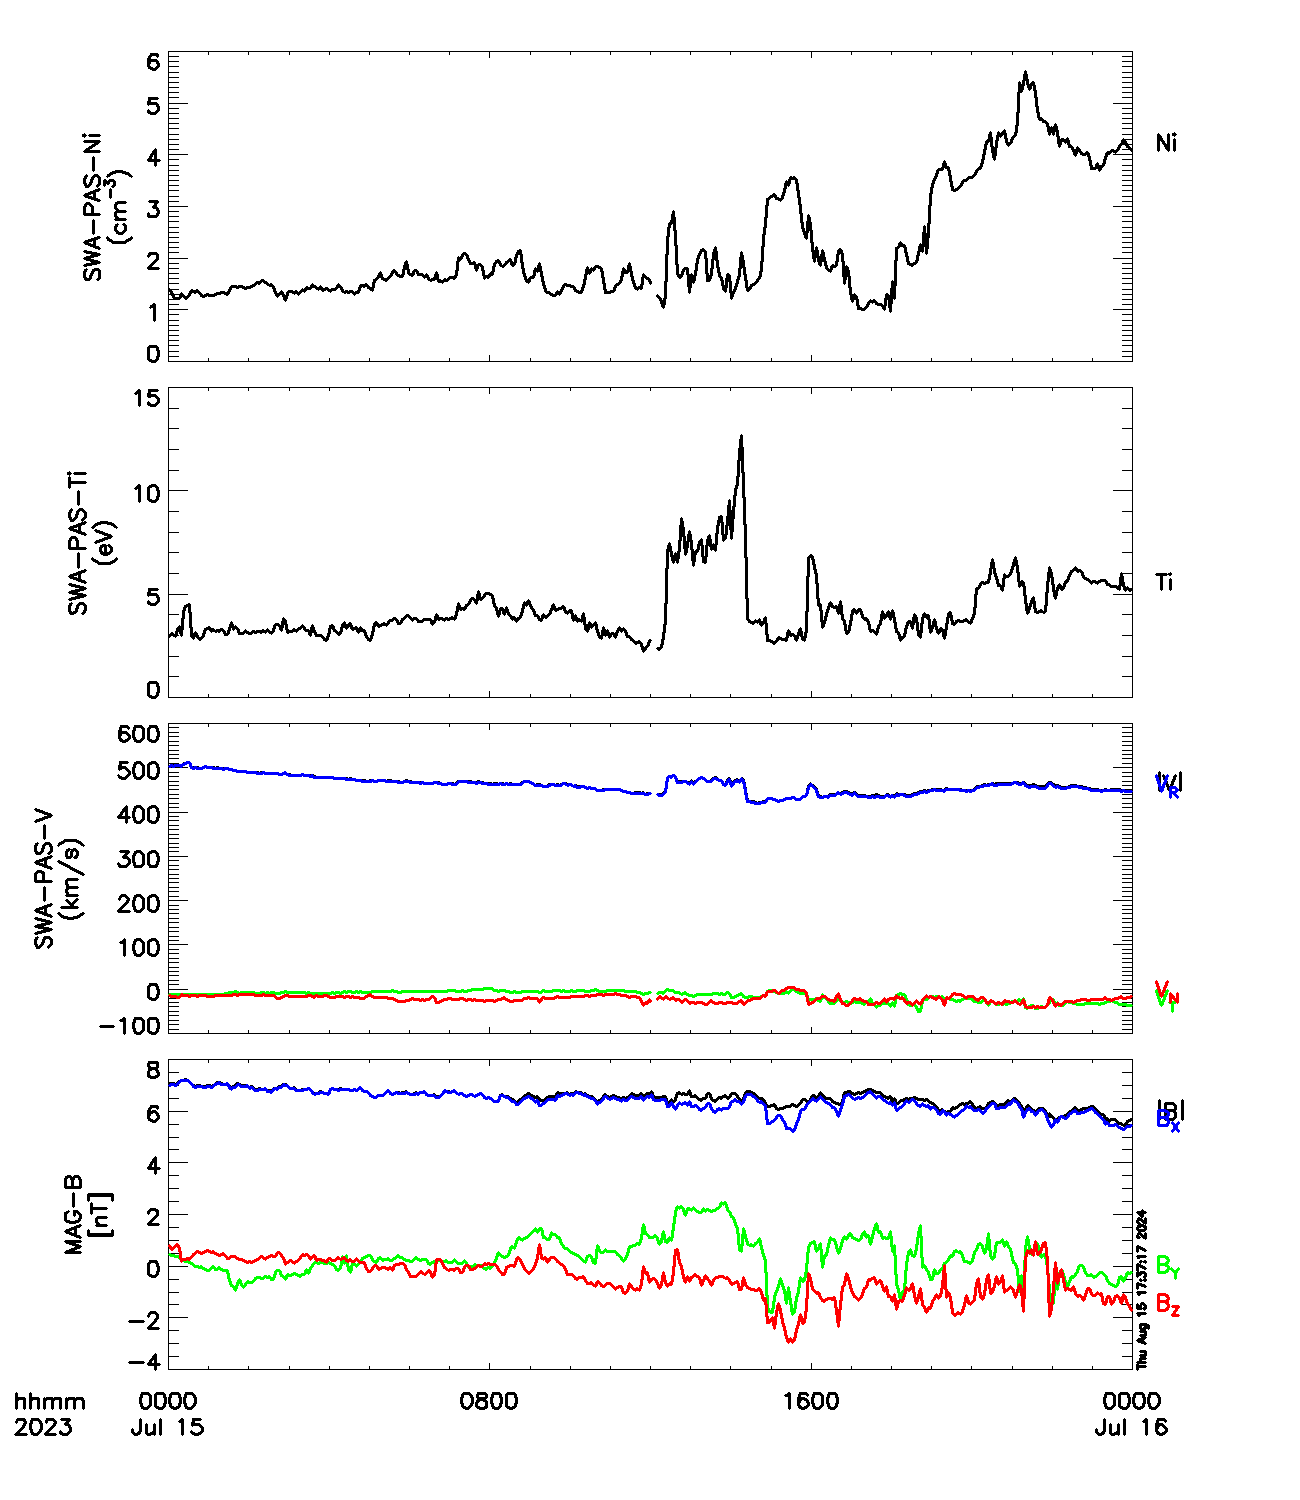 SWA-PAS-Ni
(cm-3)
6
5
4
3
2
1
0
Ni
SWA-PAS-Ti
(eV)
15
10
5
0
Ti
SWA-PAS-V
(km/s)
600
500
400
300
200
100
0
-100
|V|
VR
VN
VT
MAG-B
[nT]
8
6
4
2
0
-2
-4
|B|
BX
BY
BZ
Thu Aug 15 17:37:17 2024
hhmm 0000 0800 1600 0000
2023 Jul 15 Jul 16